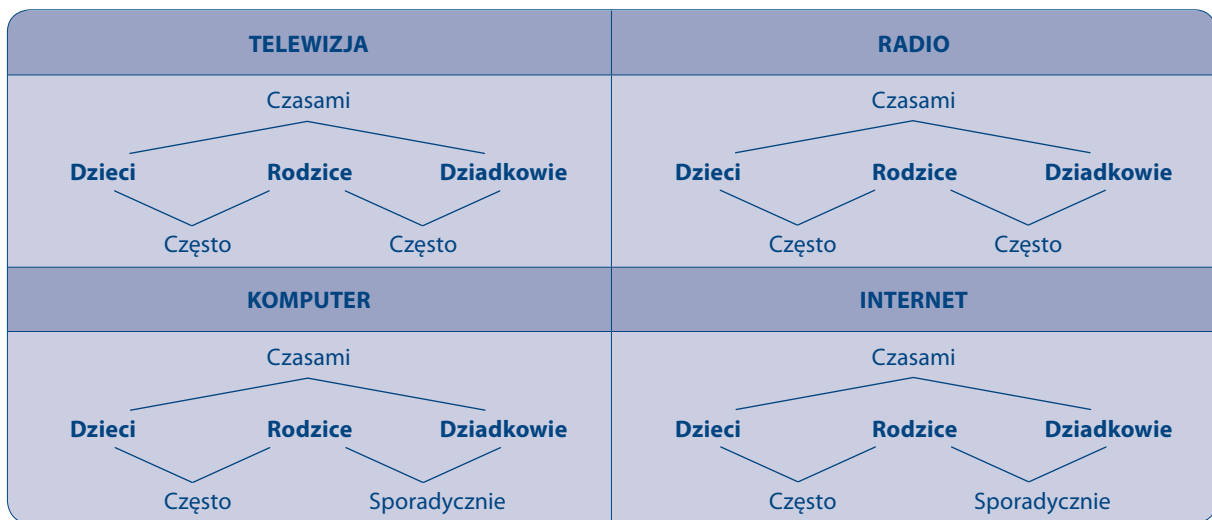 TELEWIZJA RADIO
Czasami Czasami
Dzieci Rodzice Dziadkowie Dzieci Rodzice Dziadkowie
Często Często Często Często
KOMPUTER INTERNET
Czasami Czasami
Dzieci Rodzice Dziadkowie Dzieci Rodzice Dziadkowie
Często Sporadycznie Często Sporadycznie